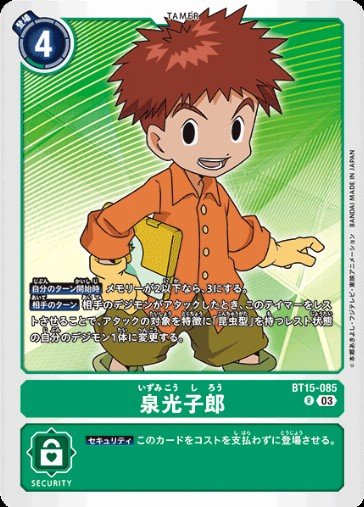 TAMER
登場
4
自分のターン開始時 メモリーが2以下なら、3にする。
相手のターン 相手のデジモンがアタックしたとき、このテイマーをレス
トさせることで、アタックの対象を特徴に「昆虫型」を持つレスト状態
の自分のデジモン1体に変更する。
©本郷あきよし・フジテレビ・東映アニメーション BANDAI MADE IN JAPAN
BT15-085
いずみ こう し ろう
泉光子郎
R 03
セキュリティ このカードをコストを支払わずに登場させる。
SECURITY